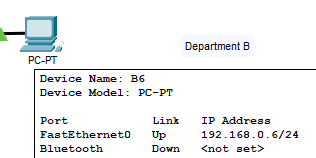 Department B
PC-PT
Device Name: B6
Device Model: PC-PT
Port Link IP Address
FastEthernet0 Up 192.168.0.6/24
Bluetooth Down <not set>